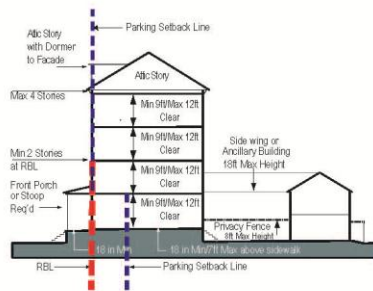 Parking Setback Line
Attic Story
with Dormer
to Facade
Attic Story
Max 4 Stories
Min 9ft/Max 12ft
Clear
Min 9ft/Max 12ft
Clear
Min 2 Stories
at RBL
Side wing or
Ancillary Building
18ft Max Height
Min 9ft/Max 12ft
Clear
Front Porch
or Stoop
Req'd
Min 9ft/Max 12ft
Clear
Privacy Fence
8ft Max Height
18 in Min
18 in Min/7ft Max above sidewalk
RBL
Parking Setback Line